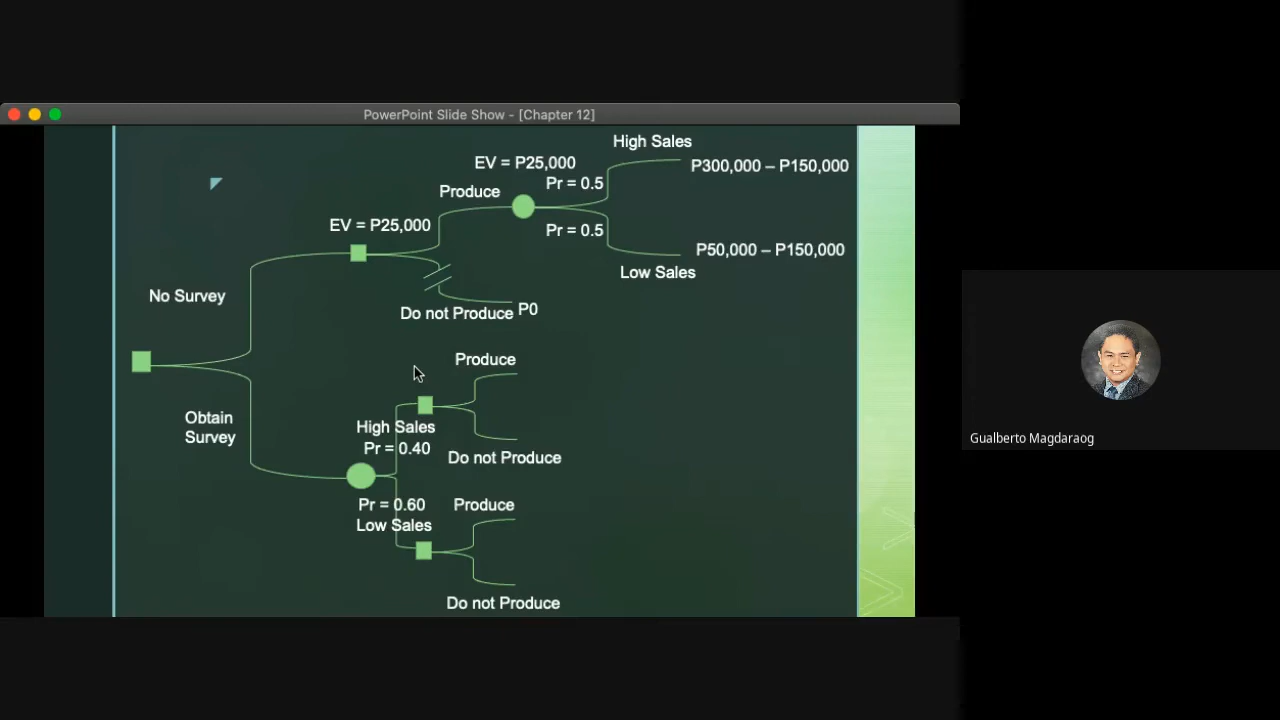 PowerPoint Slide Show - [Chapter 12]
High Sales
EV = P25,000
P300,000 – P150,000
Pr = 0.5
Produce
EV = P25,000
Pr = 0.5
P50,000 – P150,000
Low Sales
No Survey
Do not Produce P0
Produce
Obtain
Survey
High Sales
Pr = 0.40
Do not Produce
Pr = 0.60
Low Sales
Produce
Do not Produce
Gualberto Magdaraog